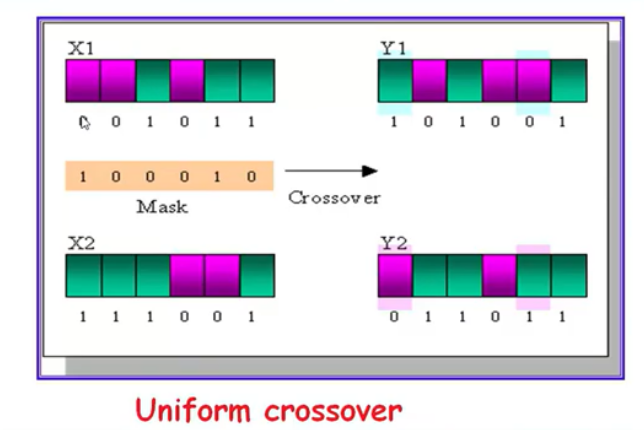 X1 Y1
0 0 1 0 1 1 1 0 1 0 0 1
1 0 0 0 1 0
Mask Crossover
X2 Y2
1 1 1 0 0 1 0 1 1 0 1 1
Uniform crossover